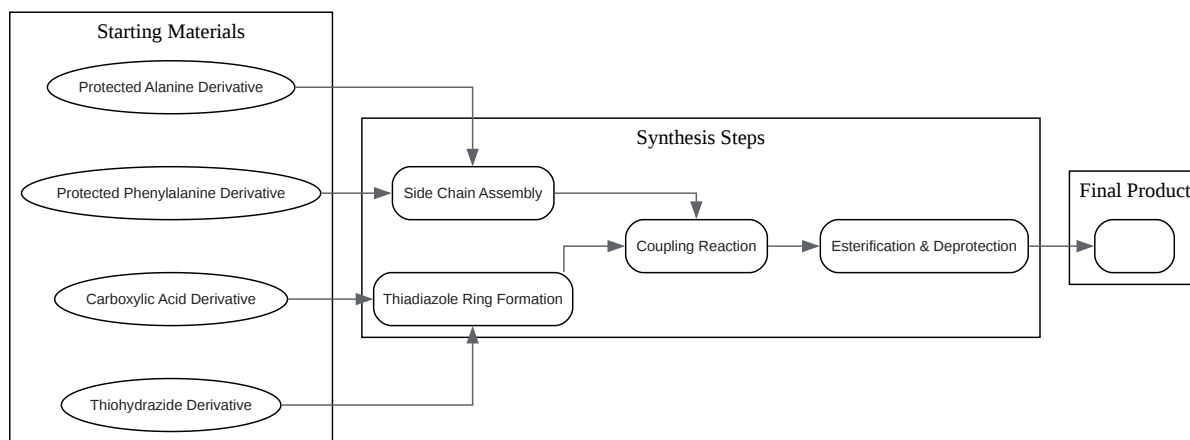 Starting Materials
Protected Alanine Derivative
Protected Phenylalanine Derivative
Carboxylic Acid Derivative
Thiohydrazide Derivative
Synthesis Steps
Side Chain Assembly
Thiadiazole Ring Formation
Coupling Reaction
Esterification & Deprotection
Final Product